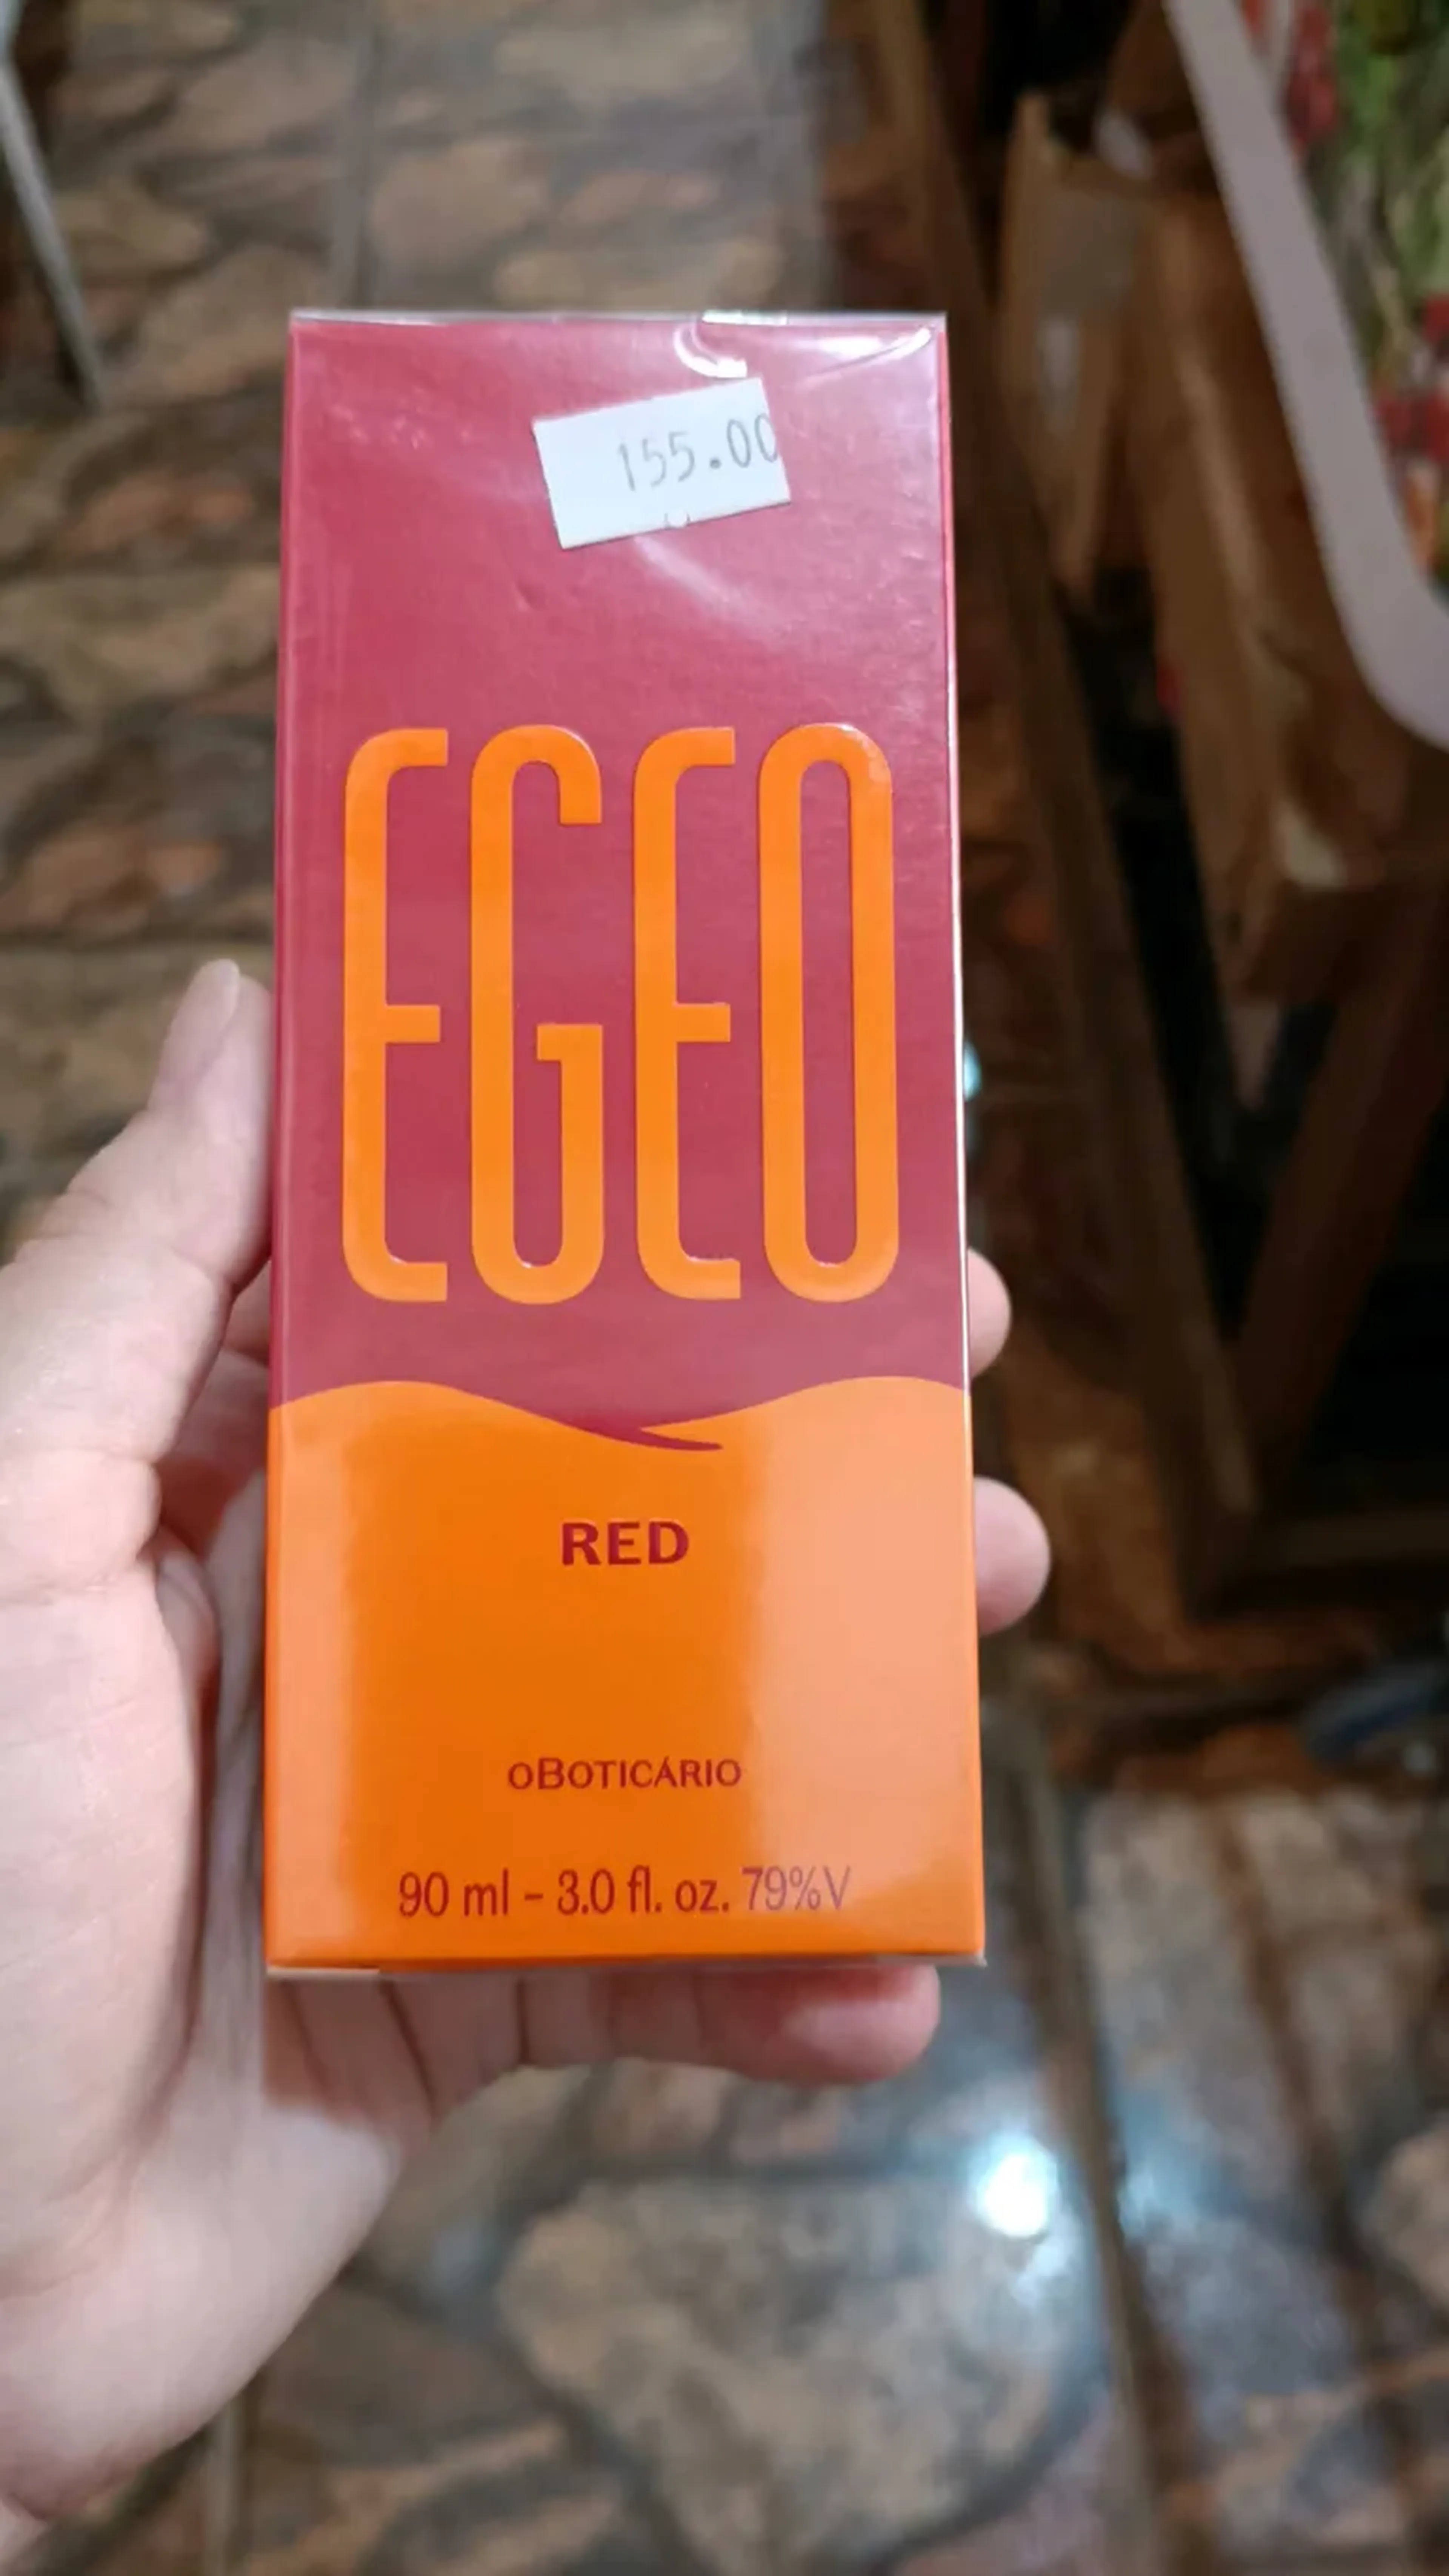 155.00
EGEO
RED
oBOTICÁRIO
90 ml - 3.0 fl. oz. 79%V